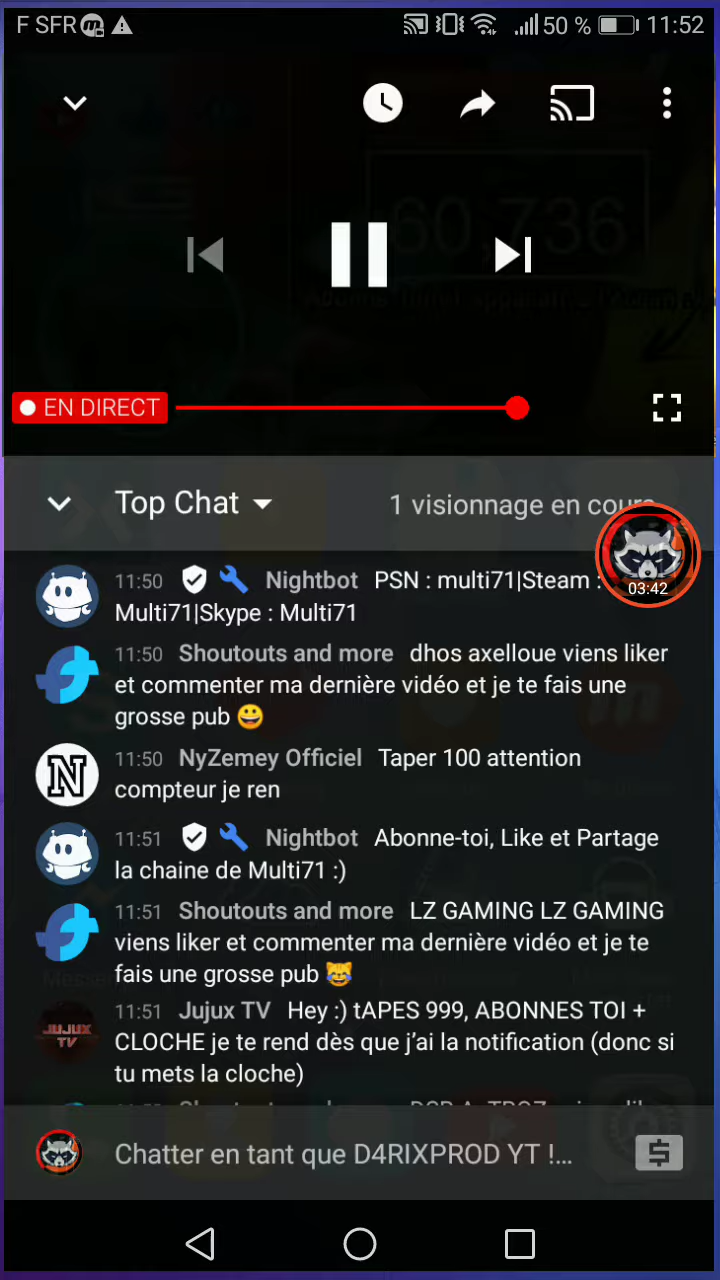 F SFR 50 % 11:52
60,736
EN DIRECT
Top Chat 1 visionnage en cours
03:42
11:50 Nightbot PSN : multi71|Steam :
Multi71|Skype : Multi71
11:50 Shoutouts and more dhos axelloue viens liker
et commenter ma dernière vidéo et je te fais une
grosse pub 😀
N 11:50 NyZemey Officiel Taper 100 attention
compteur je ren
11:51 Nightbot Abonne-toi, Like et Partage
la chaine de Multi71 :)
11:51 Shoutouts and more LZ GAMING LZ GAMING
viens liker et commenter ma dernière vidéo et je te
fais une grosse pub 😹
JUJUX
TV
11:51 Jujux TV Hey :) tAPES 999, ABONNES TOI +
CLOCHE je te rend dès que j’ai la notification (donc si
tu mets la cloche)
Chatter en tant que D4RIXPROD YT !...